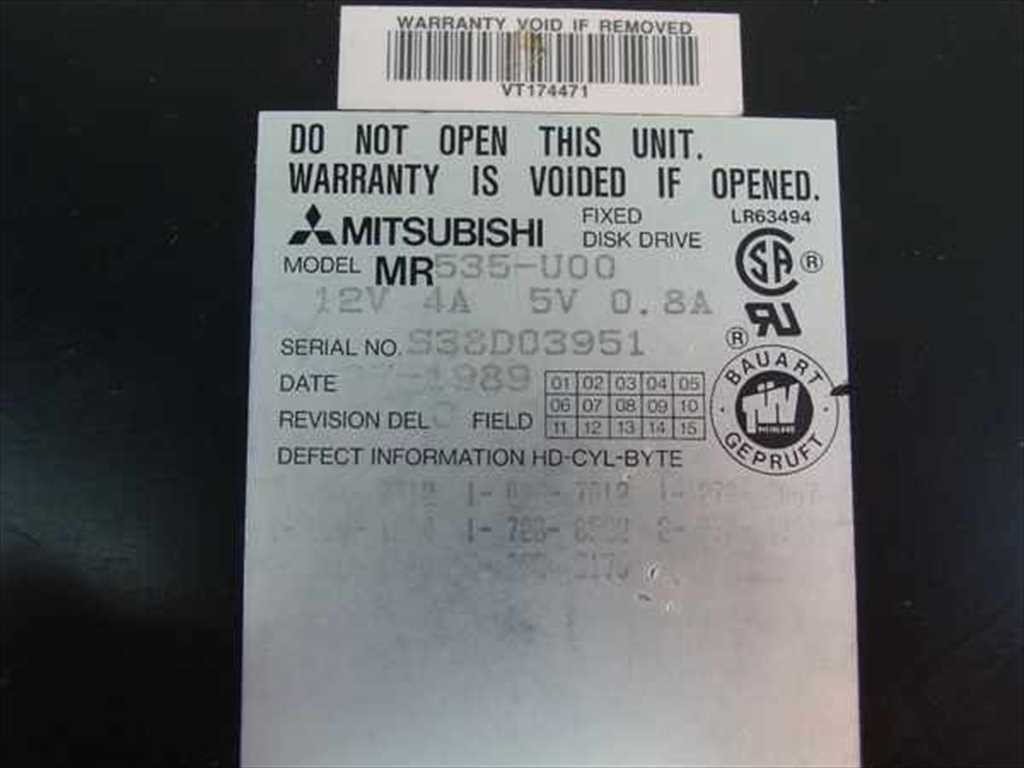 WARRANTY VOID IF REMOVED
VT174471
DO NOT OPEN THIS UNIT.
WARRANTY IS VOIDED IF OPENED.
MITSUBISHI
FIXED
DISK DRIVE
LR63494
SA ®
MODEL MR535-U00
12V 4A 5V 0.8A
RU
®
SERIAL NO. S38D03951
DATE -1989
REVISION DEL
FIELD
01 02 03 04 05
06 07 08 09 10
11 12 13 14 15
BAUART
TÜV
GEPRUFT
DEFECT INFORMATION HD-CYL-BYTE